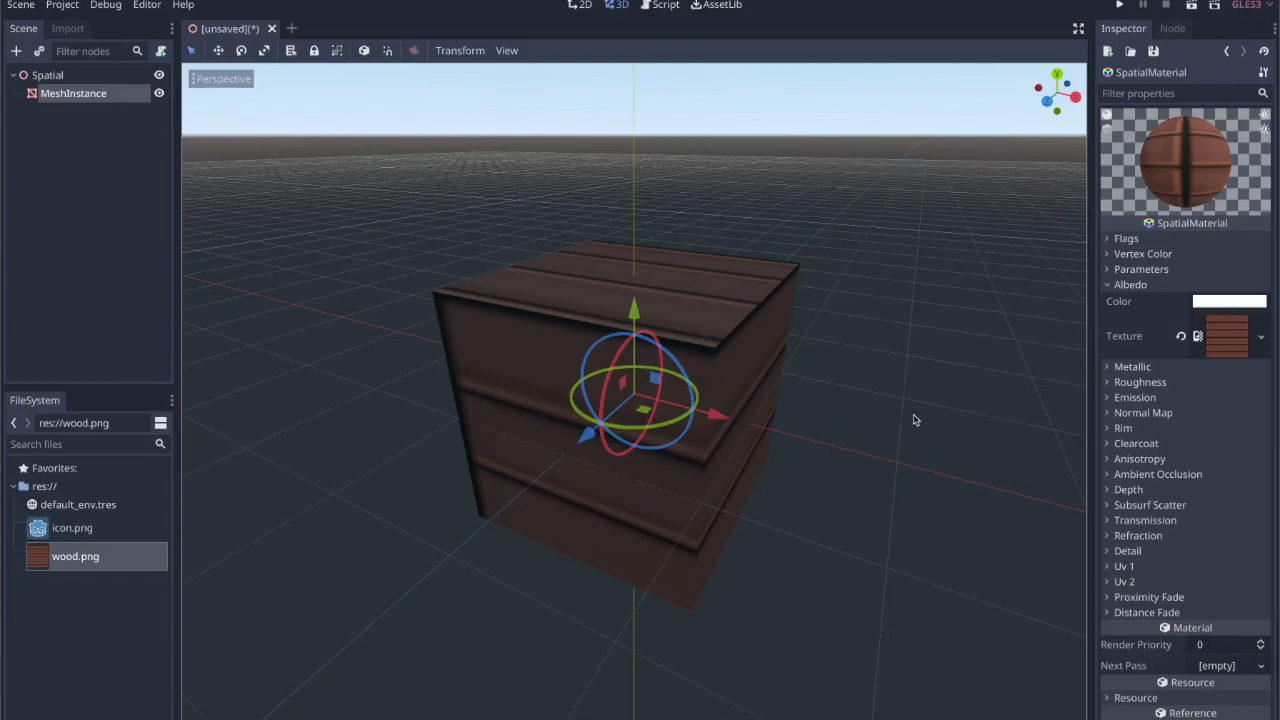 Scene Project Debug Editor Help
2D 3D Script AssetLib
GLES3
Scene Import
Filter nodes
Spatial
MeshInstance
FileSystem
res://wood.png
Search files
Favorites:
res://
default_env.tres
icon.png
wood.png
[unsaved](*)
Transform View
Perspective
Y
X
Z
Inspector Node
SpatialMaterial
Filter properties
SpatialMaterial
Flags
Vertex Color
Parameters
Albedo
Color
Texture
Metallic
Roughness
Emission
Normal Map
Rim
Clearcoat
Anisotropy
Ambient Occlusion
Depth
Subsurf Scatter
Transmission
Refraction
Detail
Uv 1
Uv 2
Proximity Fade
Distance Fade
Material
Render Priority 0
Next Pass [empty]
Resource
Resource
Reference